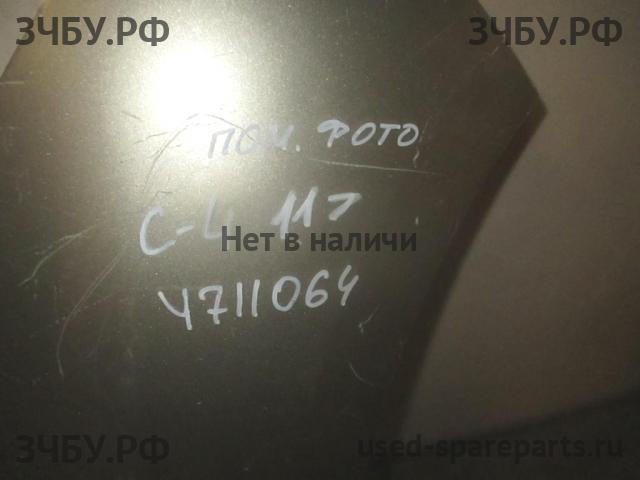 ЗЧБУ.РФ ЗЧБУ.РФ
ПОМ. ФОТО
С-4 11г
Нет в наличи
4711064
ЗЧБУ.РФ used-spareparts.ru